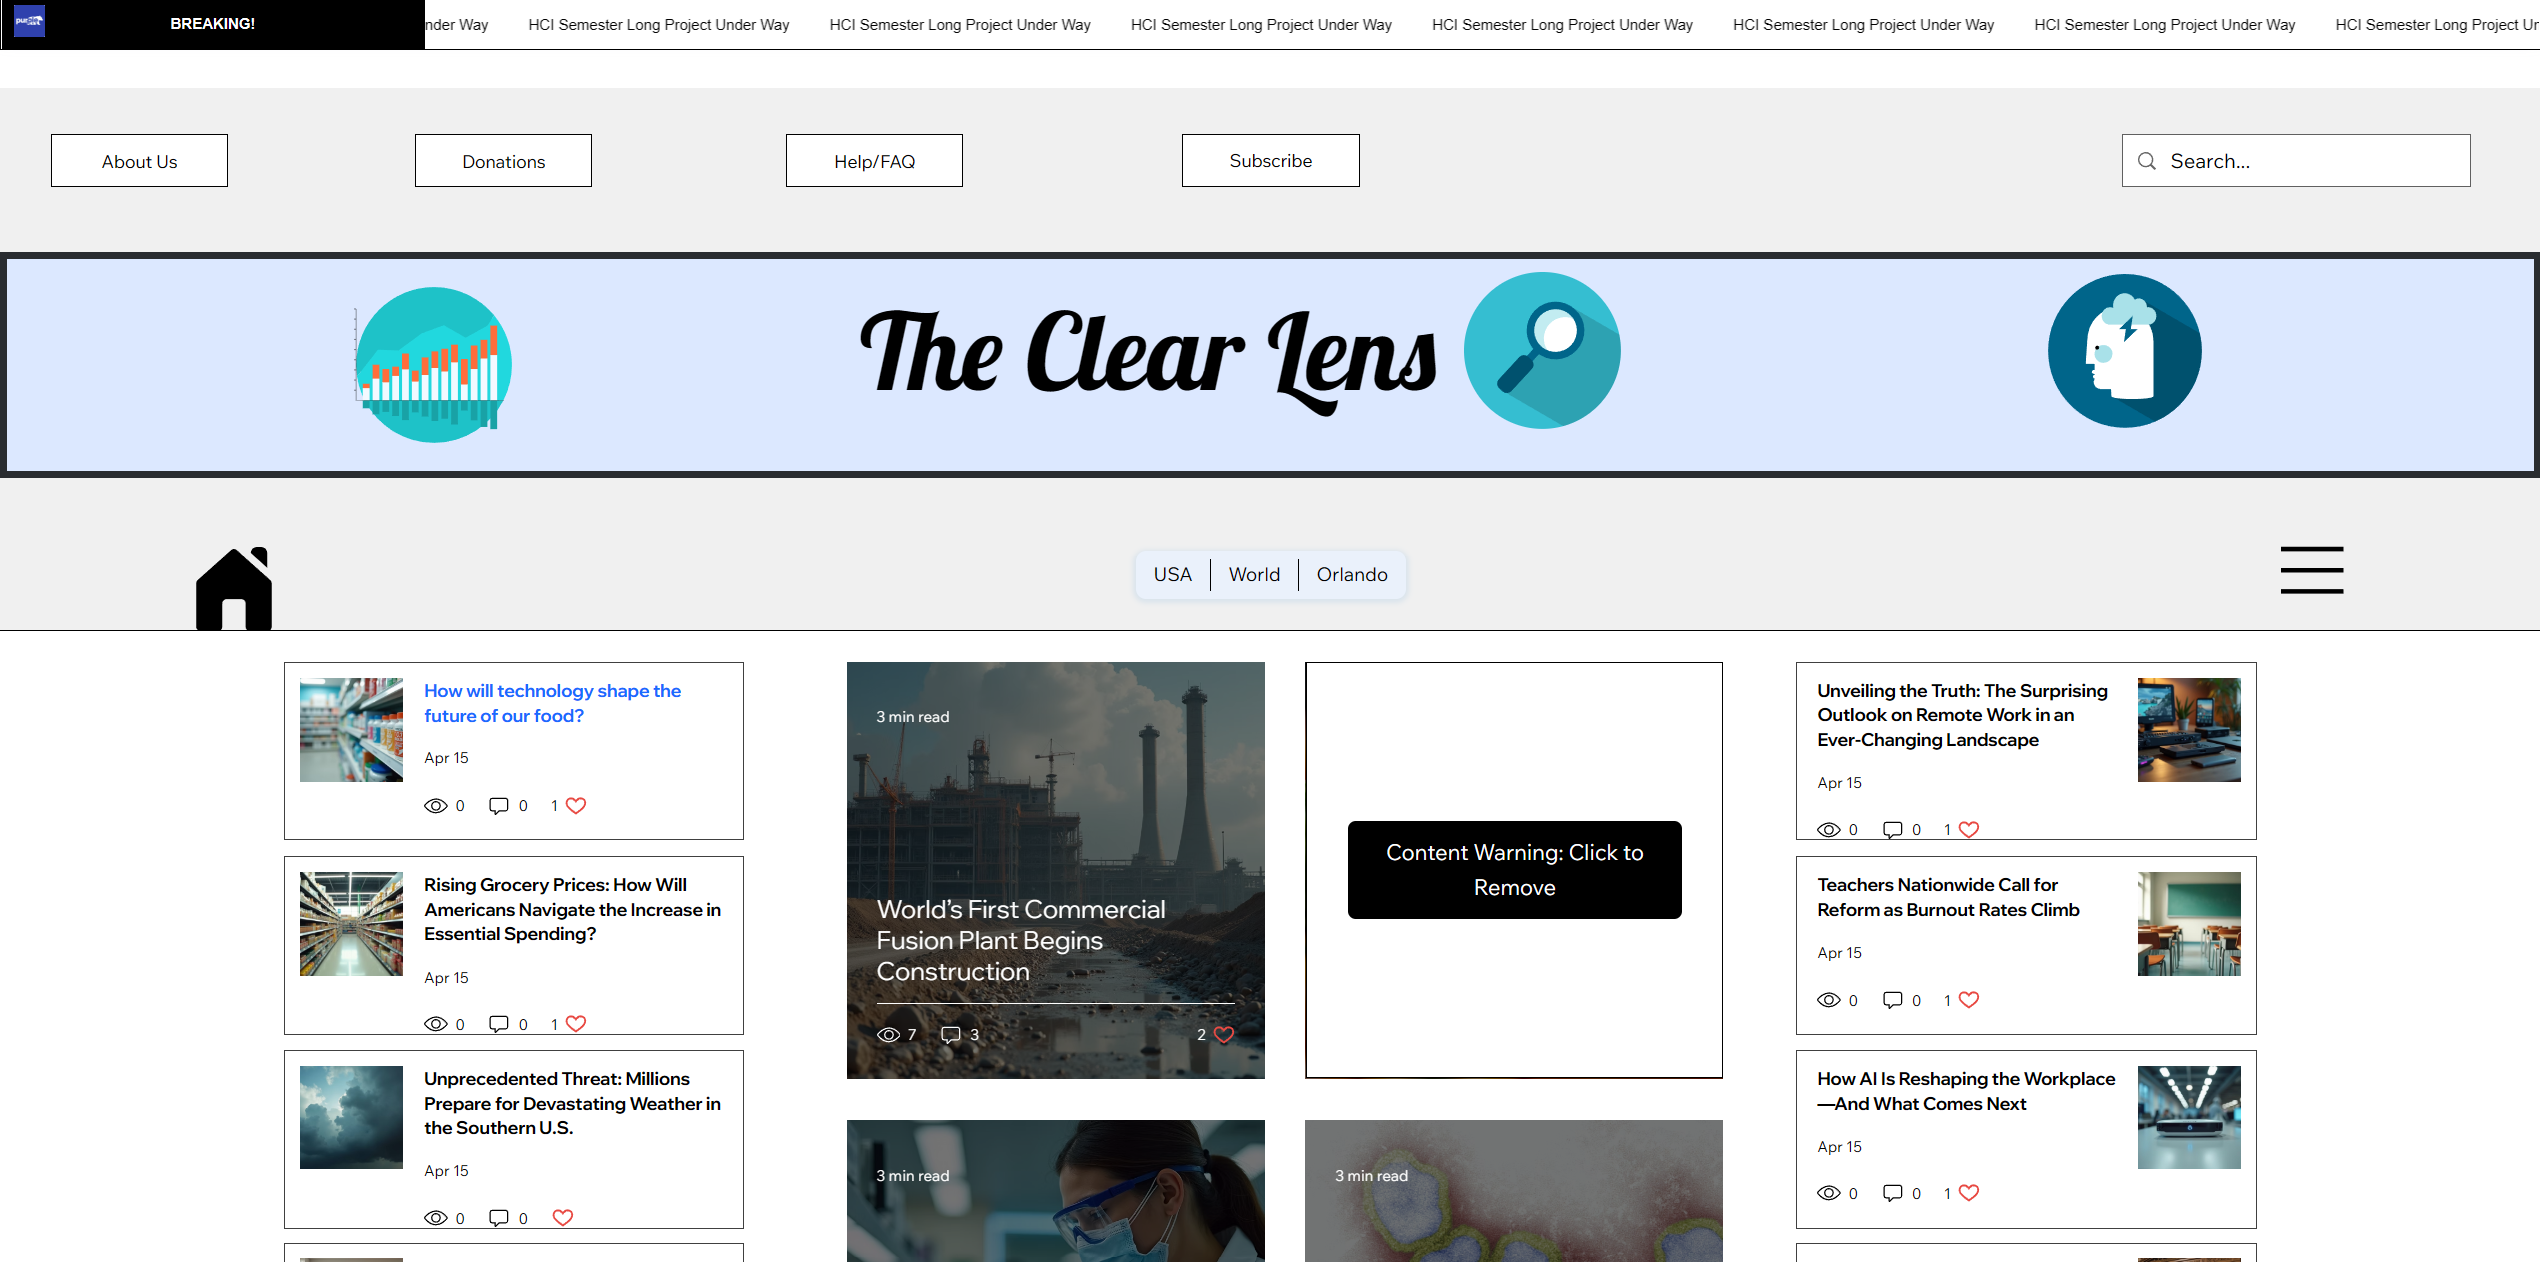 BREAKING!
nder Way HCI Semester Long Project Under Way HCI Semester Long Project Under Way HCI Semester Long Project Under Way HCI Semester Long Project Under Way HCI Semester Long Project Under Way HCI Semester Long Project Under Way HCI Semester Long Project Un
About Us
Donations
Help/FAQ
Subscribe
Search...
The Clear Lens
USA
World
Orlando
How will technology shape the
future of our food?
Apr 15
0 0 1
Rising Grocery Prices: How Will
Americans Navigate the Increase in
Essential Spending?
Apr 15
0 0 1
Unprecedented Threat: Millions
Prepare for Devastating Weather in
the Southern U.S.
Apr 15
0 0
3 min read
World's First Commercial
Fusion Plant Begins
Construction
7 3 2
Content Warning: Click to
Remove
3 min read
3 min read
Unveiling the Truth: The Surprising
Outlook on Remote Work in an
Ever-Changing Landscape
Apr 15
0 0 1
Teachers Nationwide Call for
Reform as Burnout Rates Climb
Apr 15
0 0 1
How AI Is Reshaping the Workplace
—And What Comes Next
Apr 15
0 0 1